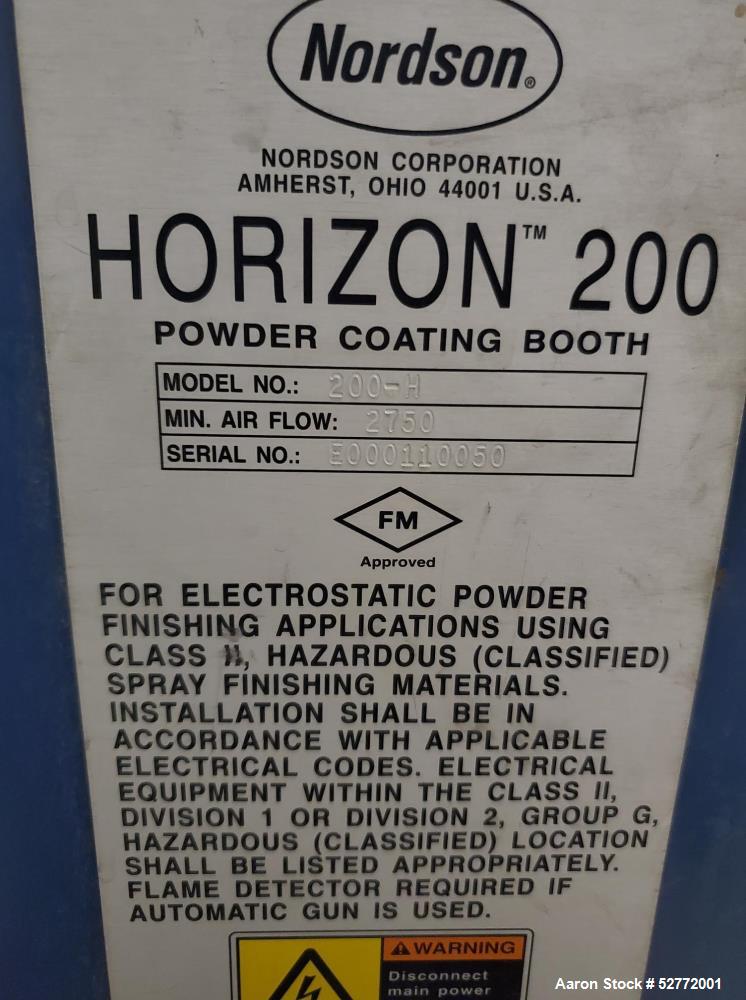 Nordson®
NORDSON CORPORATION
AMHERST, OHIO 44001 U.S.A.
HORIZON™ 200
POWDER COATING BOOTH
MODEL NO.: 200-H
MIN. AIR FLOW: 2750
SERIAL NO.: E000110050
FM
Approved
FOR ELECTROSTATIC POWDER
FINISHING APPLICATIONS USING
CLASS II, HAZARDOUS (CLASSIFIED)
SPRAY FINISHING MATERIALS.
INSTALLATION SHALL BE IN
ACCORDANCE WITH APPLICABLE
ELECTRICAL CODES. ELECTRICAL
EQUIPMENT WITHIN THE CLASS II,
DIVISION 1 OR DIVISION 2, GROUP G,
HAZARDOUS (CLASSIFIED) LOCATION
SHALL BE LISTED APPROPRIATELY.
FLAME DETECTOR REQUIRED IF
AUTOMATIC GUN IS USED.
WARNING
Disconnect
main power
Aaron Stock # 52772001